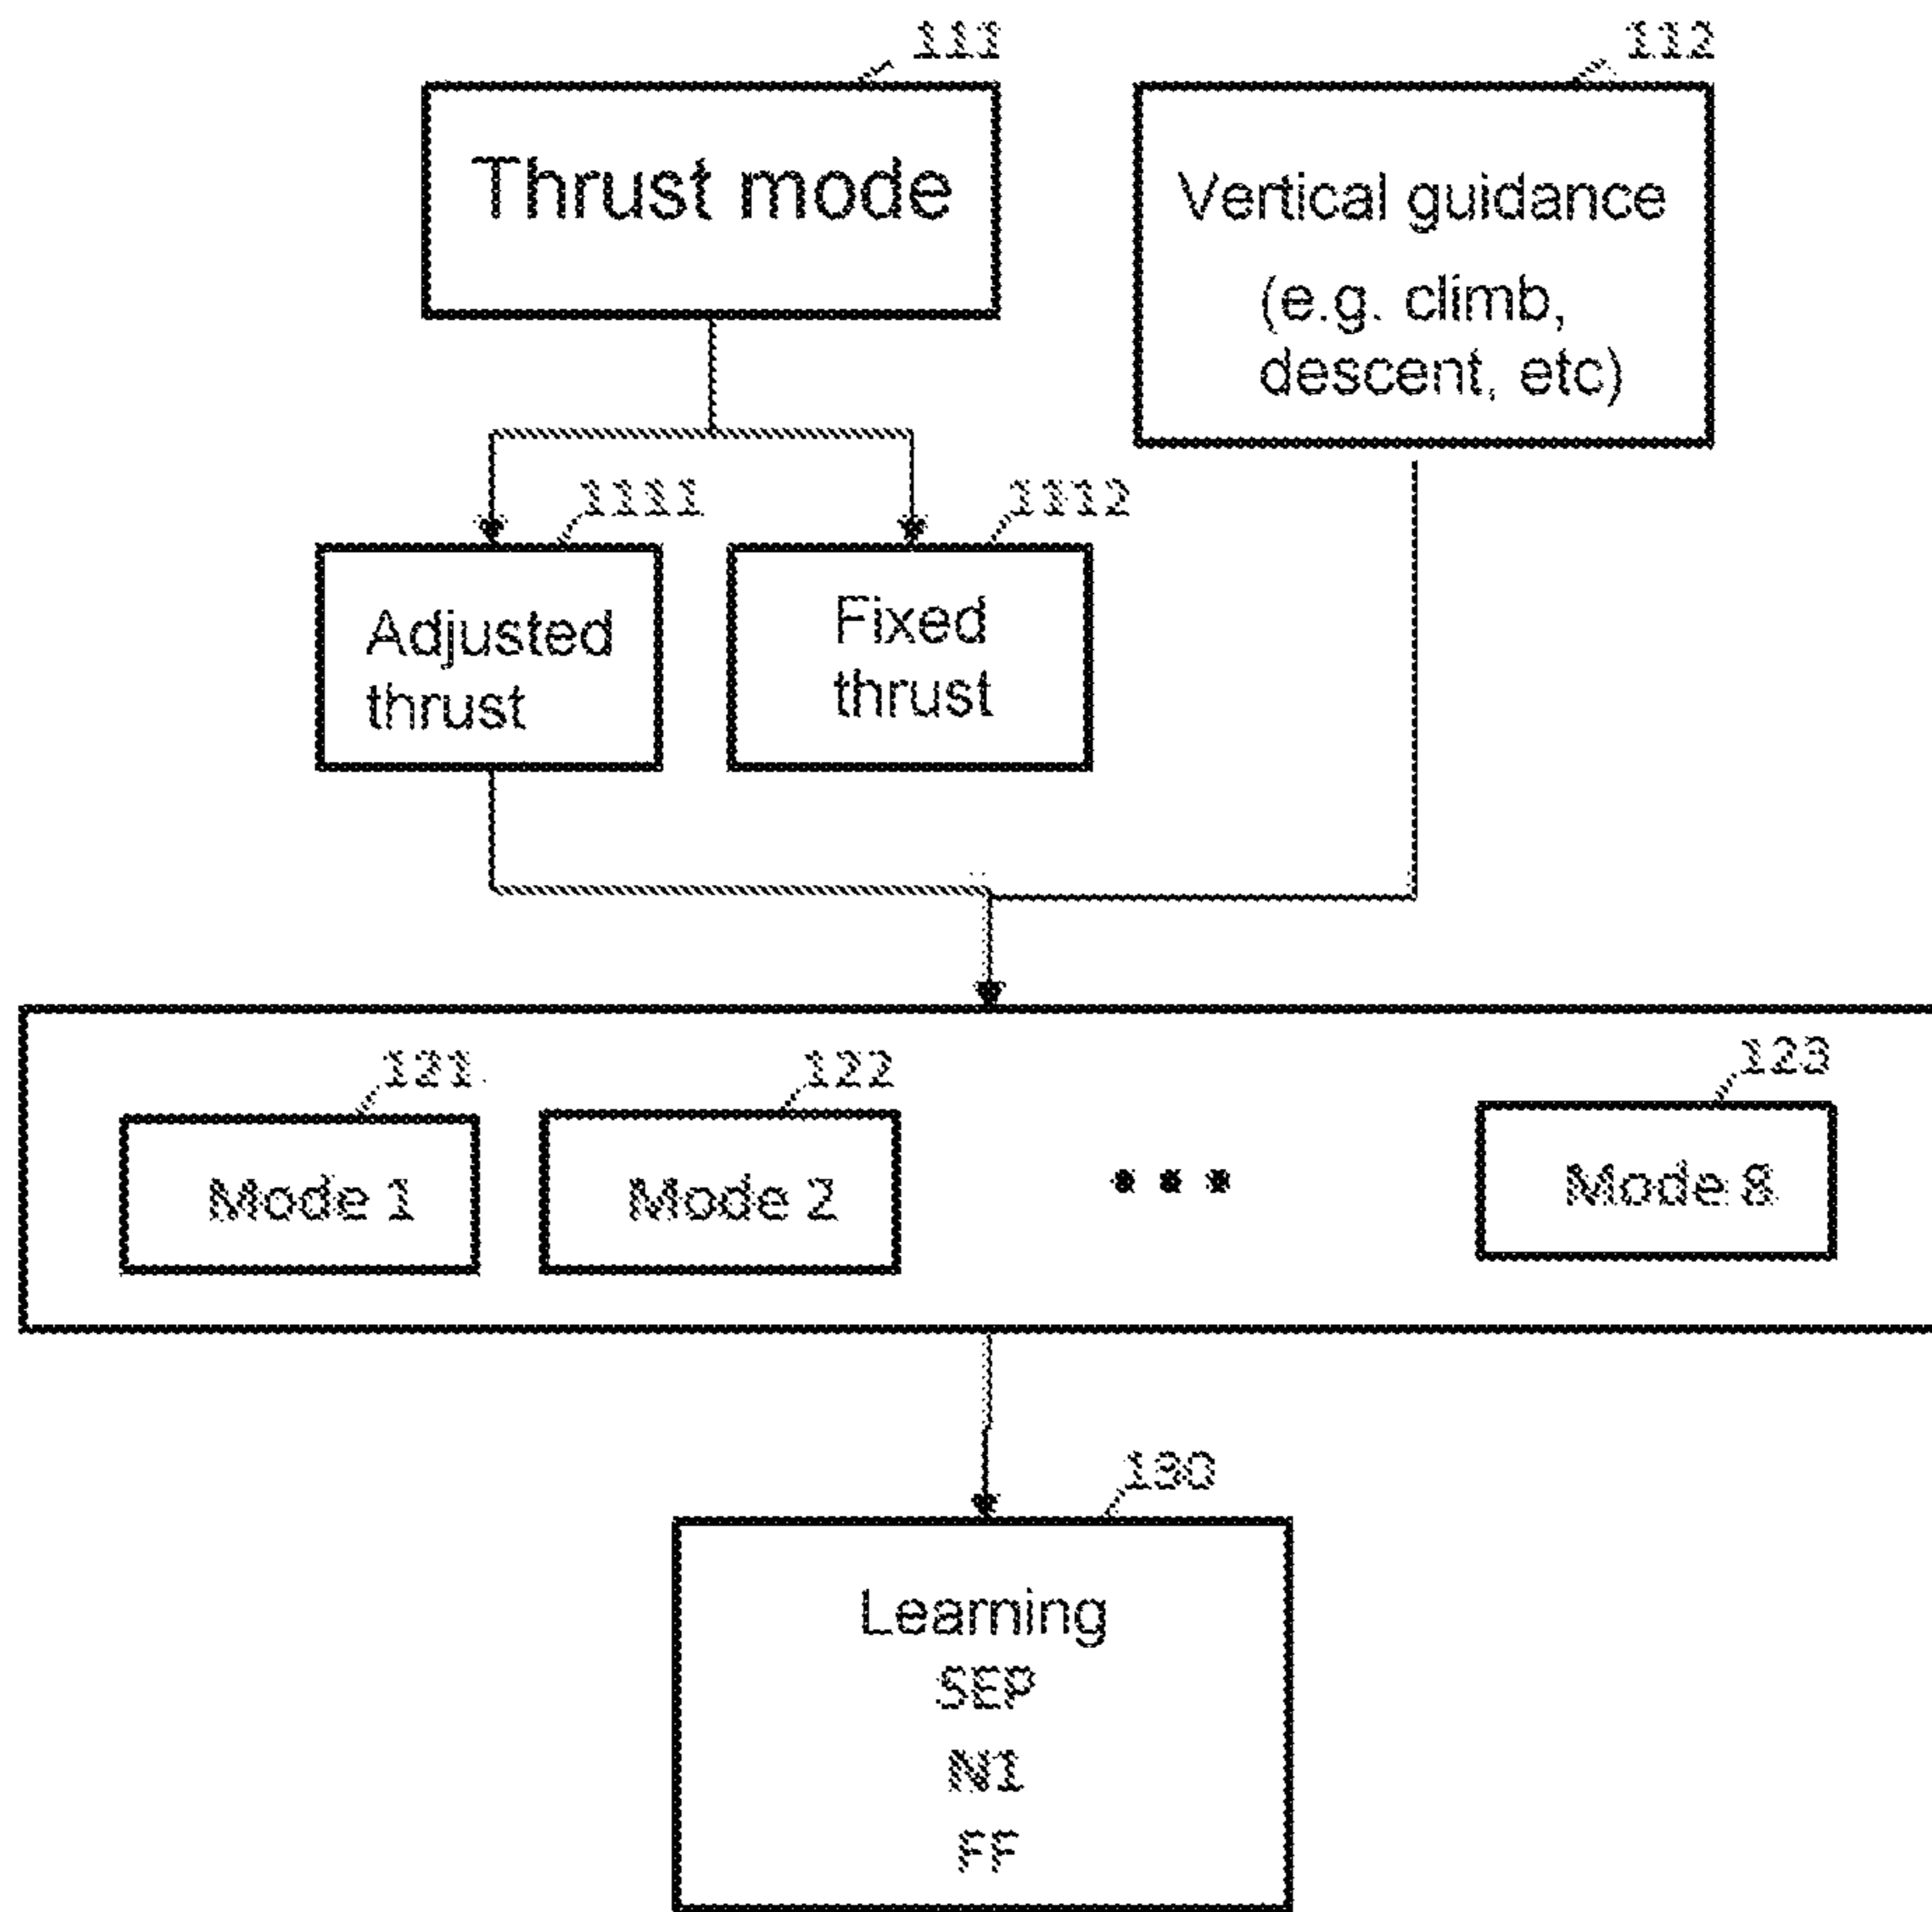 111
112
Thrust mode
Vertical guidance
(e.g. climb,
descent, etc)
1111
1112
Adjusted
thrust
Fixed
thrust
121
122
123
Mode 1
Mode 2
Mode 8
130
Learning
SEP
N1
FF